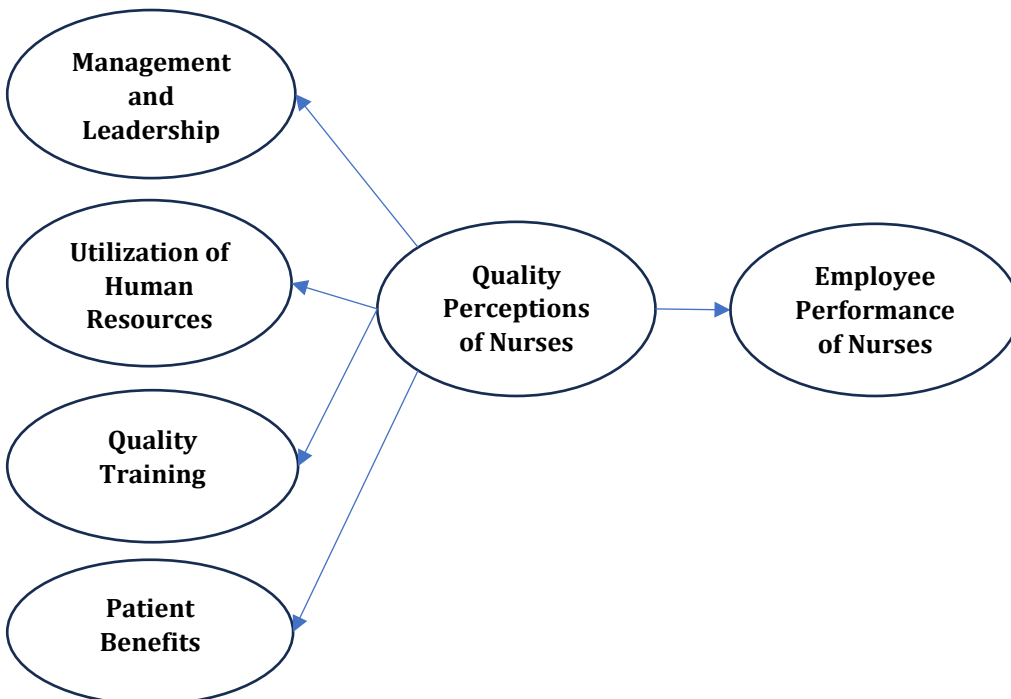 Management
and
Leadership
Utilization of
Human
Resources
Quality
Training
Patient
Benefits
Quality
Perceptions
of Nurses
Employee
Performance
of Nurses